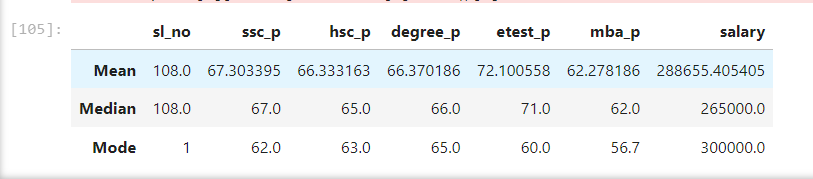 [105]:
sl_no ssc_p hsc_p degree_p etest_p mba_p salary
Mean 108.0 67.303395 66.333163 66.370186 72.100558 62.278186 288655.405405
Median 108.0 67.0 65.0 66.0 71.0 62.0 265000.0
Mode 1 62.0 63.0 65.0 60.0 56.7 300000.0